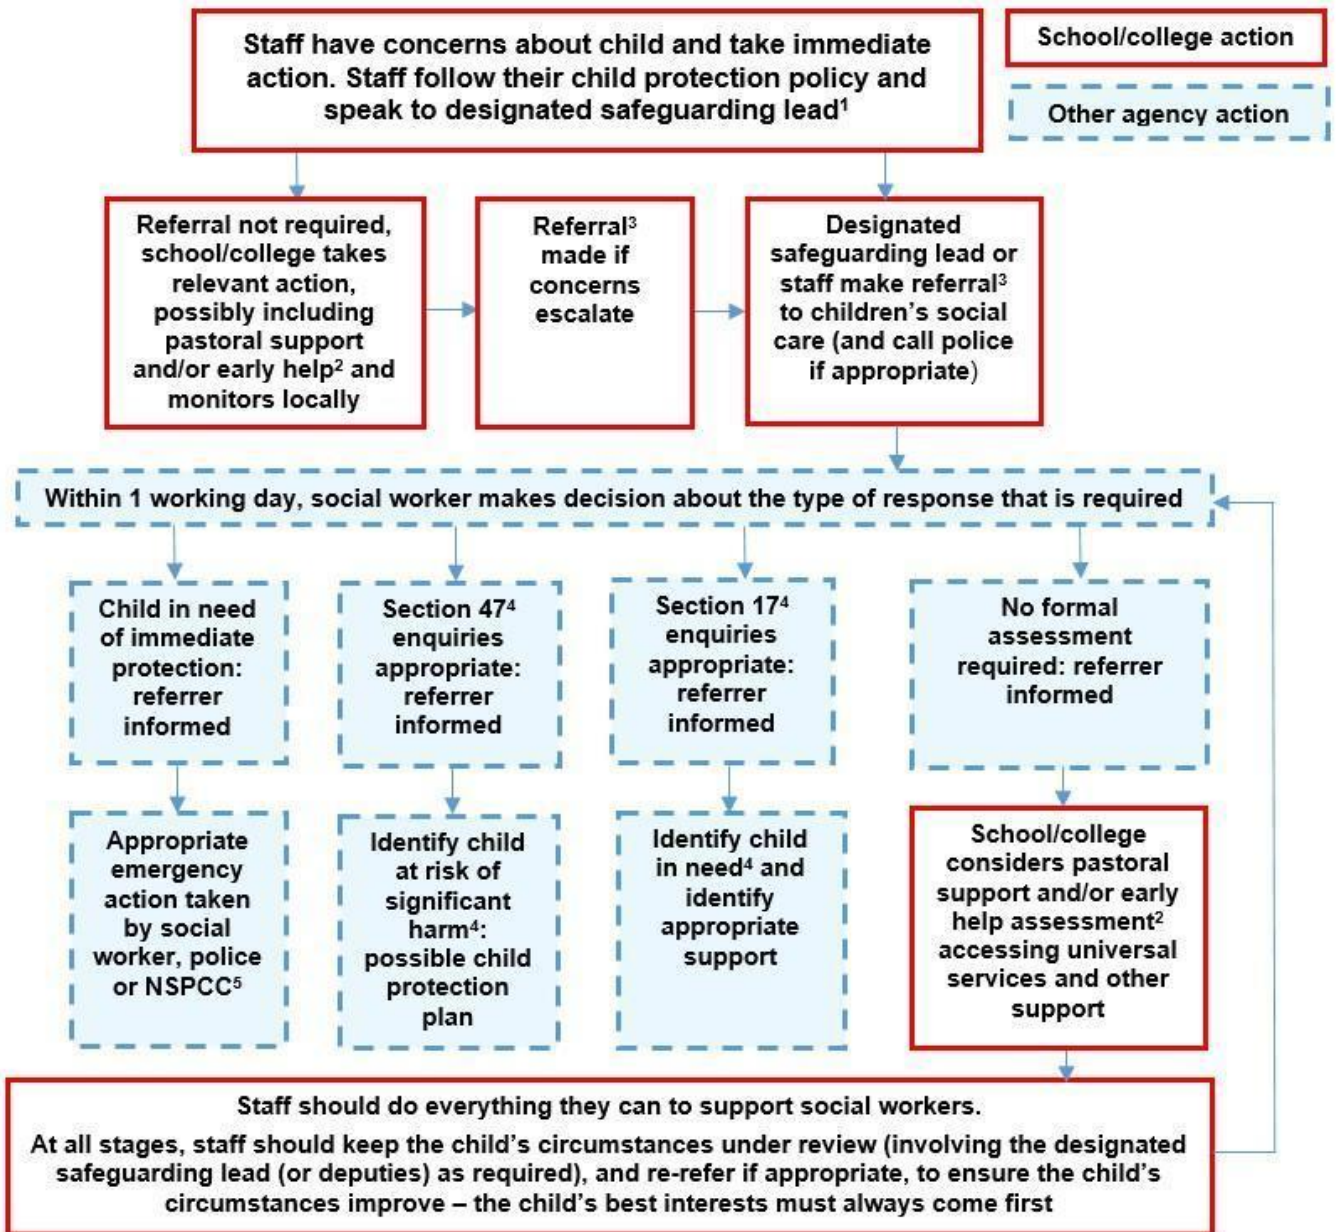 Staff have concerns about child and take immediate
action. Staff follow their child protection policy and
speak to designated safeguarding lead¹
School/college action
Other agency action
Referral not required,
school/college takes
relevant action,
possibly including
pastoral support
and/or early help² and
monitors locally
Referral³
made if
concerns
escalate
Designated
safeguarding lead or
staff make referral³
to children's social
care (and call police
if appropriate)
Within 1 working day, social worker makes decision about the type of response that is required
Child in need
of immediate
protection:
referrer
informed
Section 47⁴
enquiries
appropriate:
referrer
informed
Section 17⁴
enquiries
appropriate:
referrer
informed
No formal
assessment
required: referrer
informed
Appropriate
emergency
action taken
by social
worker, police
or NSPCC⁵
Identify child
at risk of
significant
harm⁴:
possible child
protection
plan
Identify child
in need⁴ and
identify
appropriate
support
School/college
considers pastoral
support and/or early
help assessment²
accessing universal
services and other
support
Staff should do everything they can to support social workers.
At all stages, staff should keep the child's circumstances under review (involving the designated
safeguarding lead (or deputies) as required), and re-refer if appropriate, to ensure the child's
circumstances improve – the child's best interests must always come first